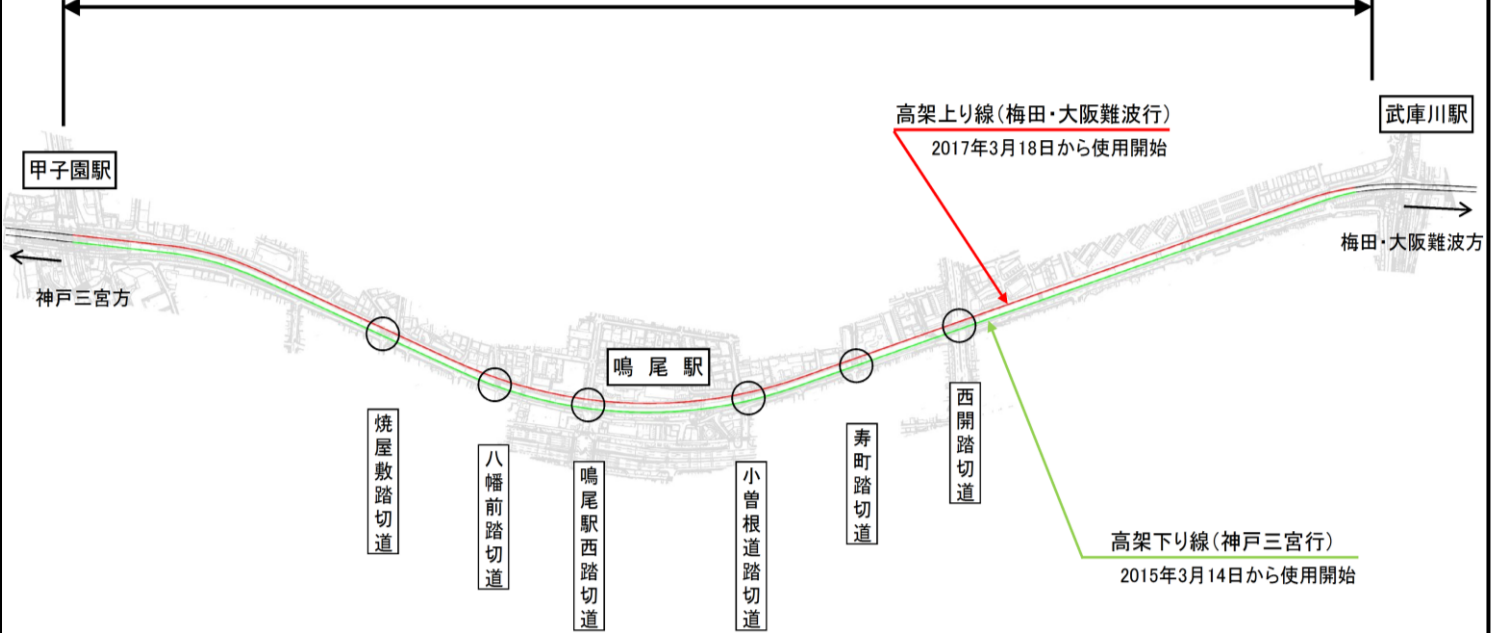 高架上り線(梅田・大阪難波行)
2017年3月18日から使用開始
武庫川駅
甲子園駅
梅田・大阪難波方
神戸三宮方
鳴尾駅
焼屋敷踏切道
八幡前踏切道
鳴尾駅西踏切道
小曽根道踏切道
寿町踏切道
西開踏切道
高架下り線(神戸三宮行)
2015年3月14日から使用開始